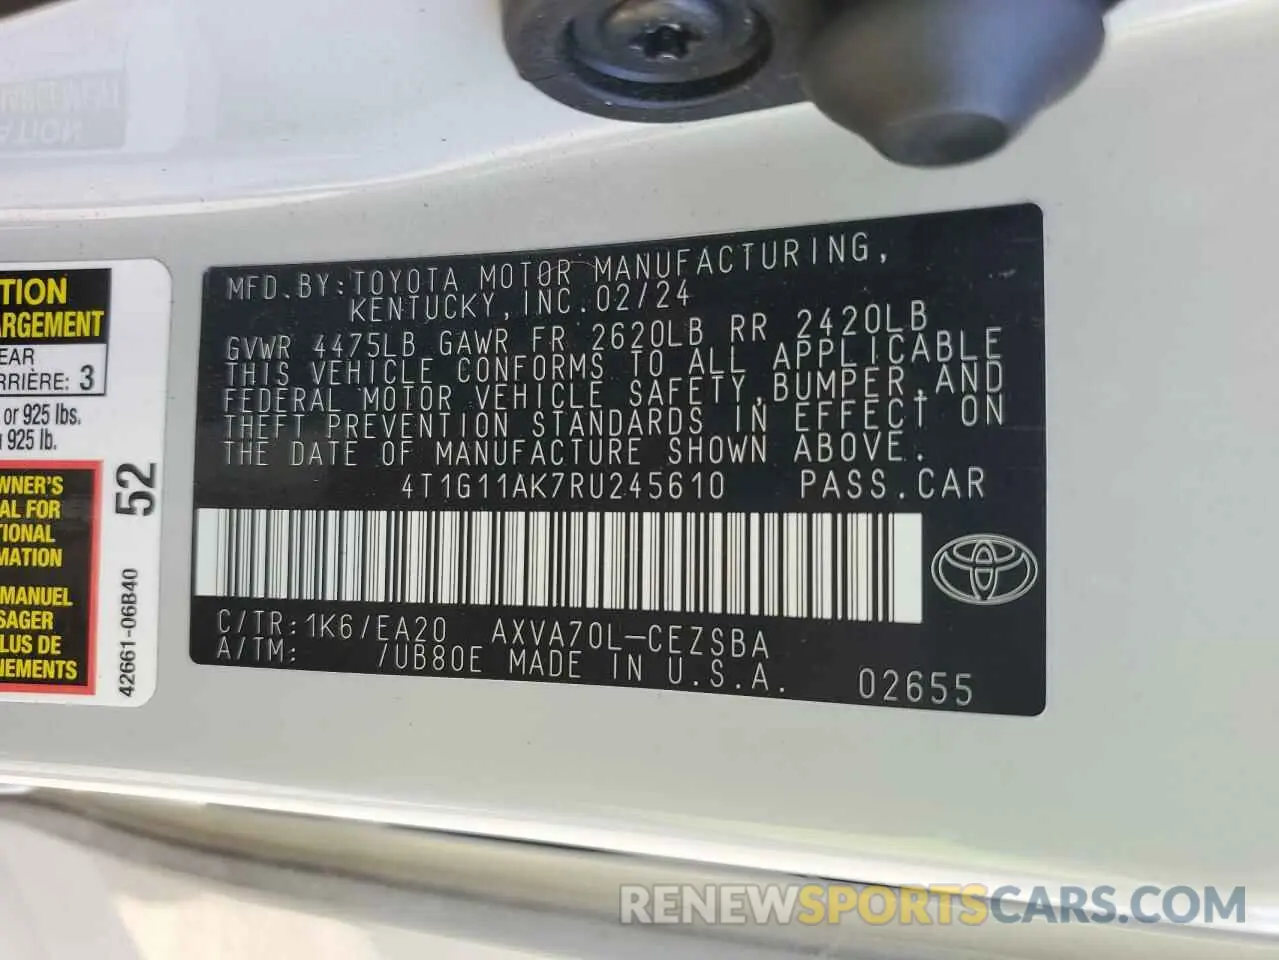 MFD.BY:TOYOTA MOTOR MANUFACTURING,
KENTUCKY,INC.02/24
GVWR 4475LB GAWR FR 2620LB RR 2420LB
THIS VEHICLE CONFORMS TO ALL APPLICABLE
FEDERAL MOTOR VEHICLE SAFETY,BUMPER,AND
THEFT PREVENTION STANDARDS IN EFFECT ON
THE DATE OF MANUFACTURE SHOWN ABOVE.
4T1G11AK7RU245610 PASS.CAR
C/TR:1K6/EA20 AXVA70L-CEZSBA
A/TM: /UB80E MADE IN U.S.A.
02655
TION
ARGEMENT
EAR
RRIÈRE: 3
or 925 lbs.
925 lb.
WNER'S
AL FOR
IONAL
MATION
MANUEL
SAGER
LUS DE
NEMENTS
52
42661-06B40
RENEWSPORTSCARS.COM